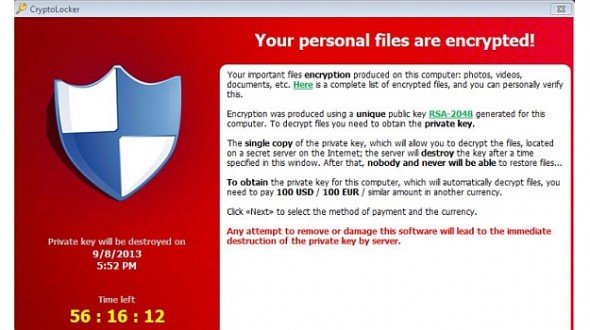 CryptoLocker
Your personal files are encrypted!
Your important files encryption produced on this computer: photos, videos,
documents, etc. Here is a complete list of encrypted files, and you can personally verify
this.
Encryption was produced using a unique public key RSA-2048 generated for this
computer. To decrypt files you need to obtain the private key.
The single copy of the private key, which will allow you to decrypt the files, located
on a secret server on the Internet; the server will destroy the key after a time
specified in this window. After that, nobody and never will be able to restore files...
To obtain the private key for this computer, which will automatically decrypt files, you
need to pay 100 USD / 100 EUR / similar amount in another currency.
Click «Next» to select the method of payment and the currency.
Any attempt to remove or damage this software will lead to the immediate
destruction of the private key by server.
Private key will be destroyed on
9/8/2013
5:52 PM
Time left
56 : 16 : 12